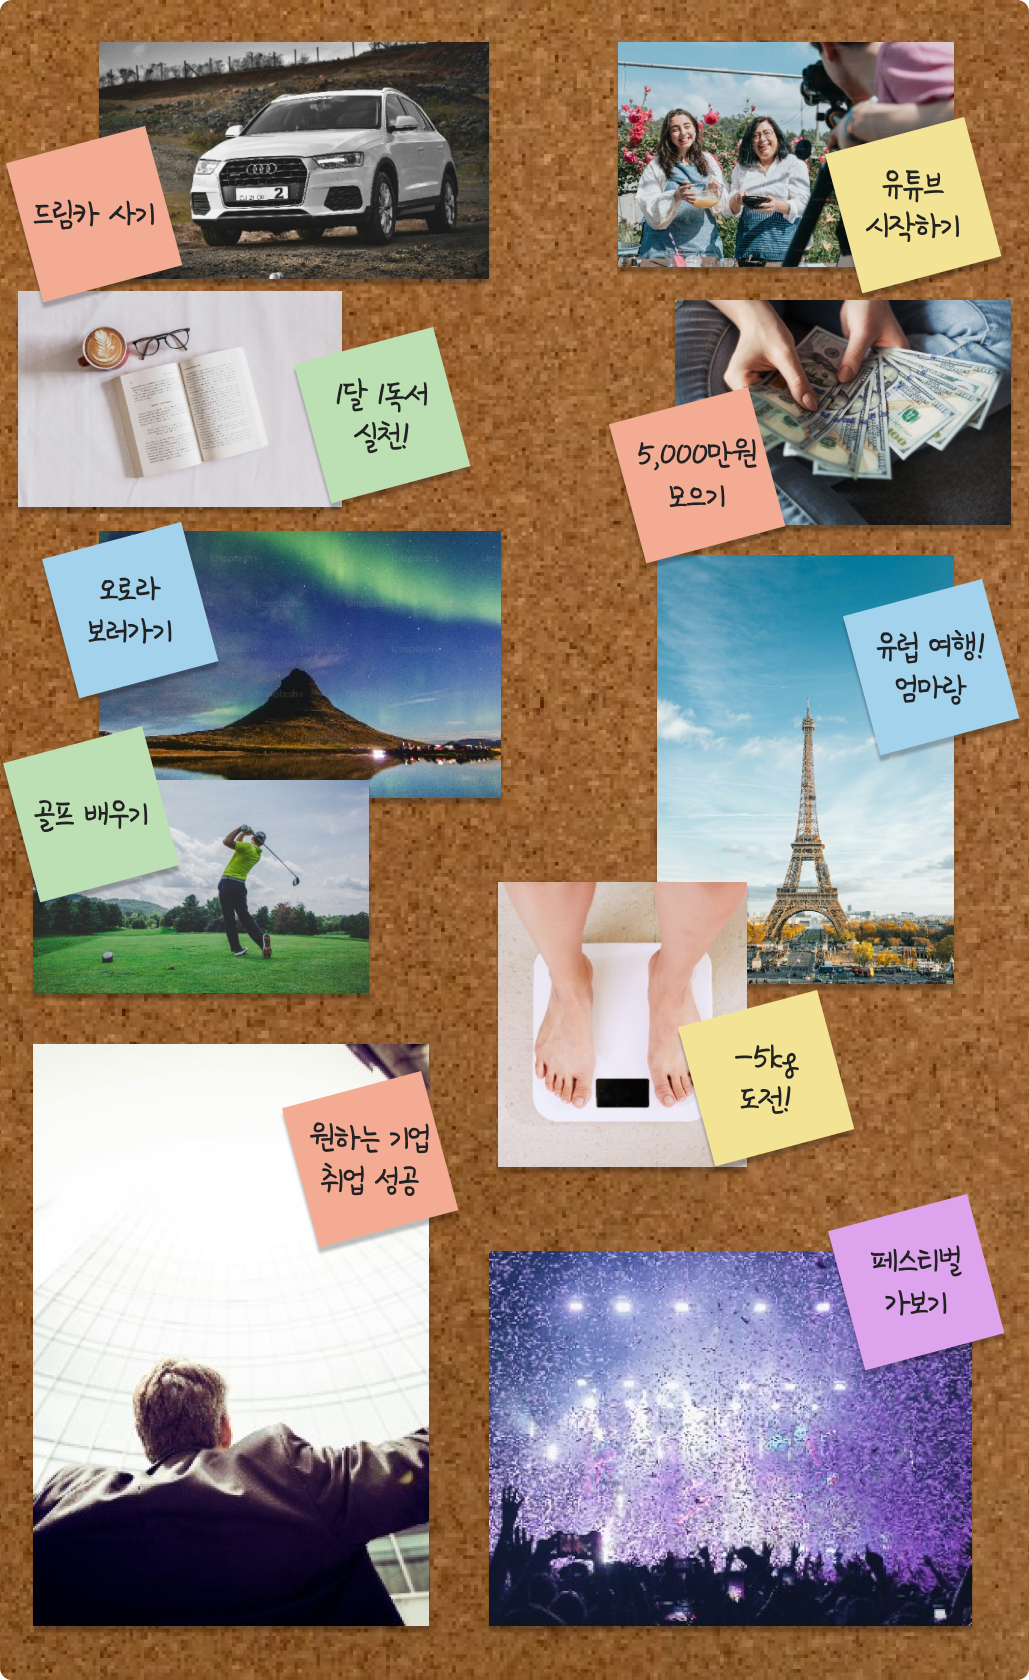 드림카 사기
유튜브
시작하기
1달 1독서
실천!
5,000만원
모으기
오로라
보러가기
유럽 여행!
엄마랑
골프 배우기
-5kg
도전!
원하는 기업
취업 성공
페스티벌
가보기